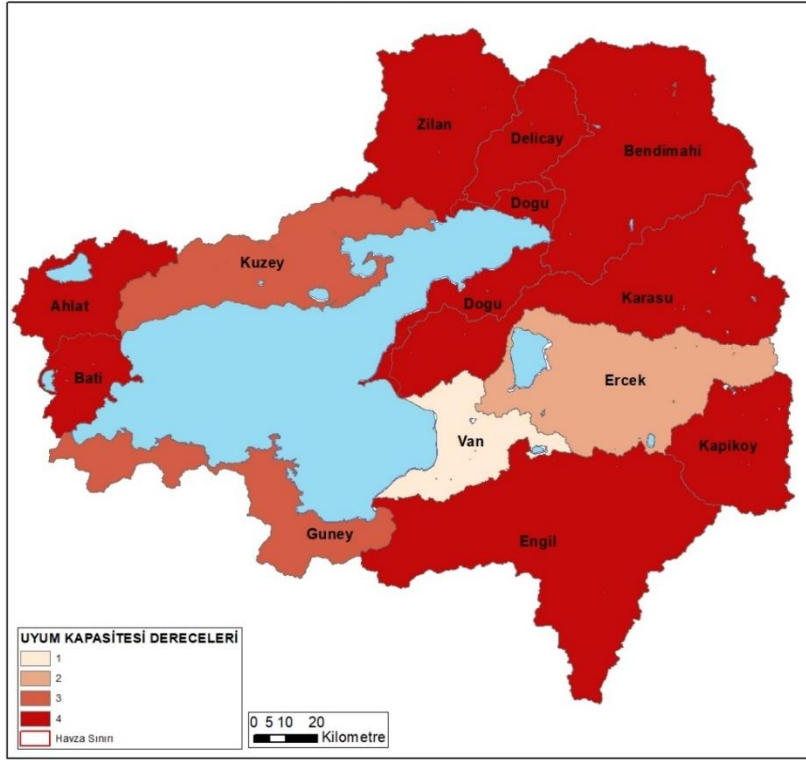 Zilan
Delicay
Bendimahi
Dogu
Kuzey
Ahlat
Dogu
Karasu
Bati
Ercek
Van
Kapikoy
Guney
Engil
UYUM KAPASİTESİ DERECELERİ
1
2
3
4
Havza Sınırı
0 5 10 20
Kilometre